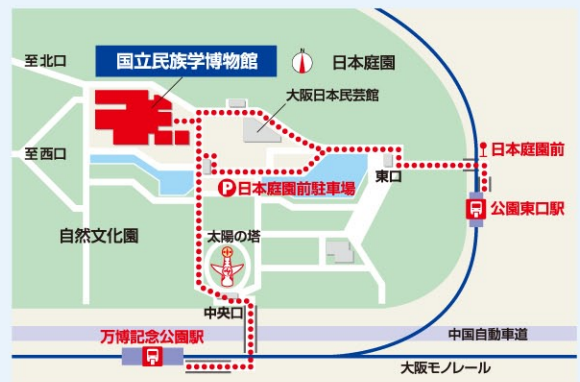 至北口
国立民族学博物館
N
日本庭園
大阪日本民芸館
至西口
日本庭園前
東口
P日本庭園前駐車場
公園東口駅
自然文化園
太陽の塔
中央口
万博記念公園駅
中国自動車道
大阪モノレール